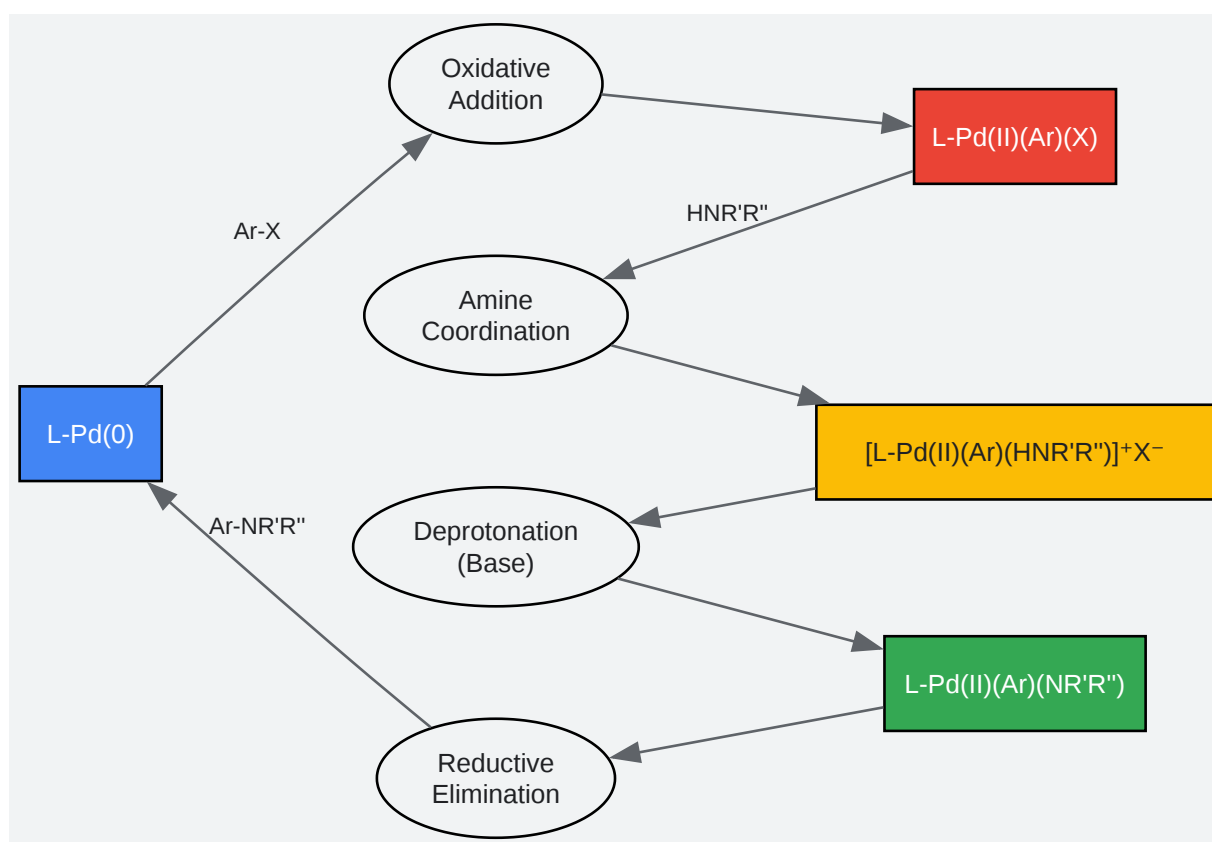 Oxidative
Addition
L-Pd(II)(Ar)(X)
HNR'R"
Ar-X
Amine
Coordination
L-Pd(0)
[L-Pd(II)(Ar)(HNR'R")]⁺X⁻
Ar-NR'R"
Deprotonation
(Base)
L-Pd(II)(Ar)(NR'R")
Reductive
Elimination